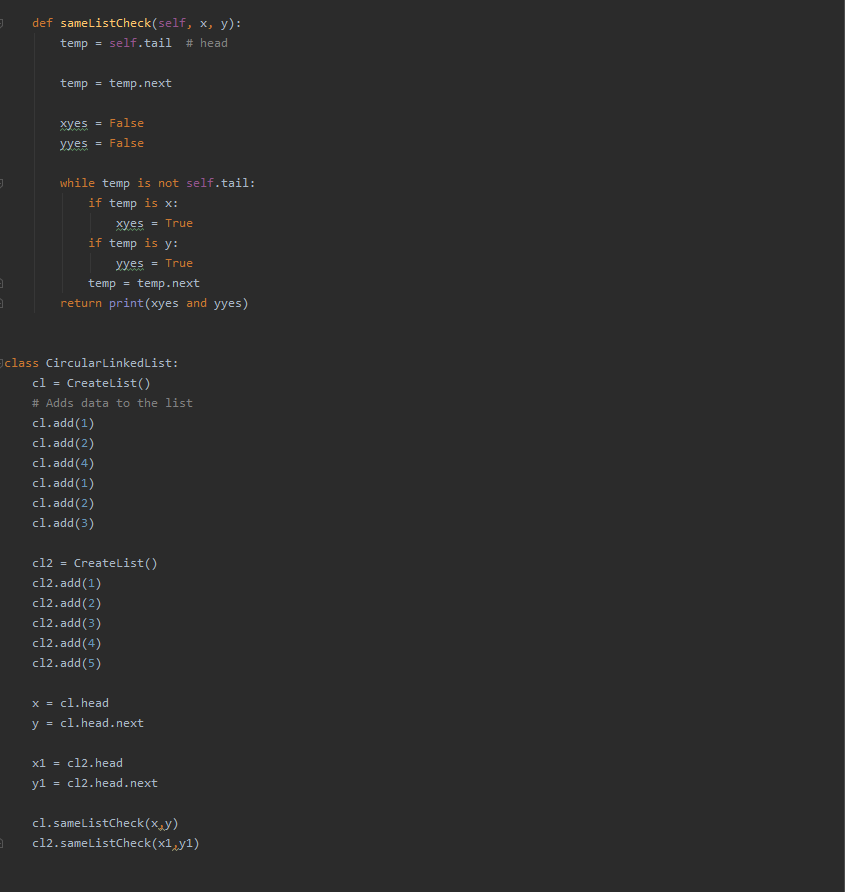 def sameListCheck(self, x, y):
temp = self.tail  # head
temp = temp.next
xyes = False
yyes = False
while temp is not self.tail:
if temp is x:
xyes = True
if temp is y:
yyes = True
temp = temp.next
return print(xyes and yyes)
class CircularLinkedList:
cl = CreateList()
# Adds data to the list
cl.add(1)
cl.add(2)
cl.add(4)
cl.add(1)
cl.add(2)
cl.add(3)
cl2 = CreateList()
cl2.add(1)
cl2.add(2)
cl2.add(3)
cl2.add(4)
cl2.add(5)
x = cl.head
y = cl.head.next
x1 = cl2.head
y1 = cl2.head.next
cl.sameListCheck(x,y)
cl2.sameListCheck(x1,y1)